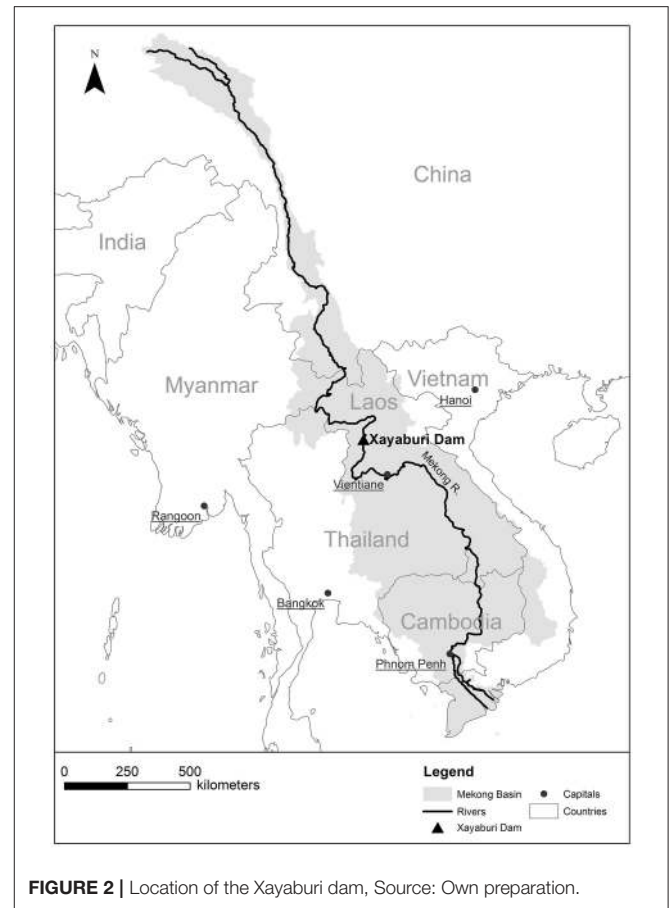 N
China
India
Myanmar
Vietnam
Hanoi
Laos
Xayaburi Dam
Mekong R.
Vientiane
Rangoon
Thailand
Bangkok
Cambodia
Phnom Penh
0 250 500
kilometers
Legend
Mekong Basin
Capitals
Rivers
Countries
Xayaburi Dam
FIGURE 2 | Location of the Xayaburi dam, Source: Own preparation.